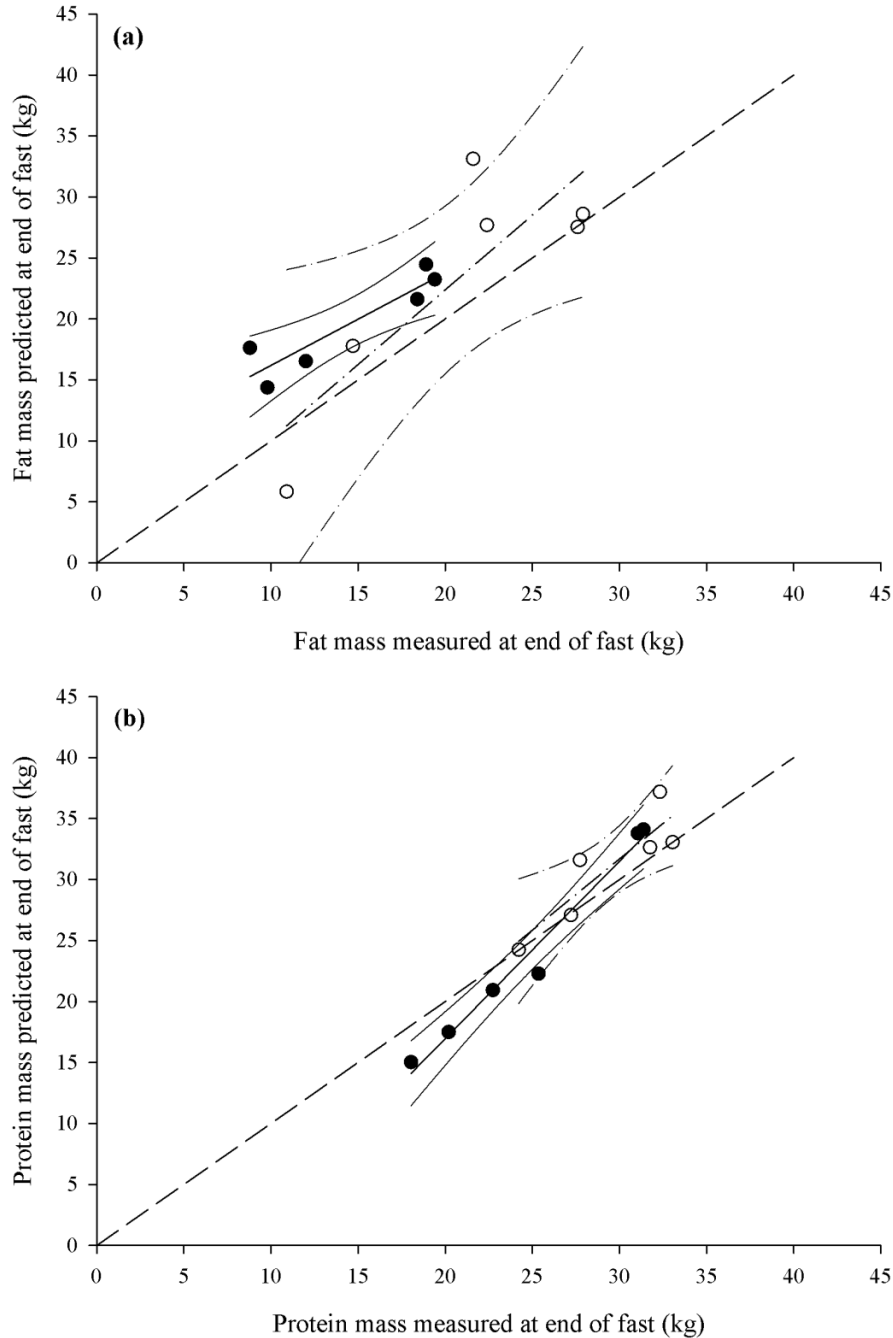 (a)
Fat mass predicted at end of fast (kg)
45
40
35
30
25
20
15
10
5
0
0 5 10 15 20 25 30 35 40 45
Fat mass measured at end of fast (kg)
(b)
Protein mass predicted at end of fast (kg)
45
40
35
30
25
20
15
10
5
0
0 5 10 15 20 25 30 35 40 45
Protein mass measured at end of fast (kg)